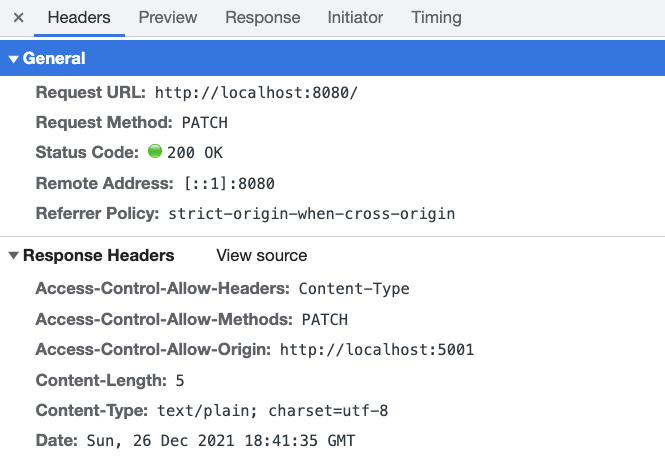 × Headers Preview Response Initiator Timing
▼ General
Request URL: http://localhost:8080/
Request Method: PATCH
Status Code: 200 OK
Remote Address: [::1]:8080
Referrer Policy: strict-origin-when-cross-origin
▼ Response Headers View source
Access-Control-Allow-Headers: Content-Type
Access-Control-Allow-Methods: PATCH
Access-Control-Allow-Origin: http://localhost:5001
Content-Length: 5
Content-Type: text/plain; charset=utf-8
Date: Sun, 26 Dec 2021 18:41:35 GMT